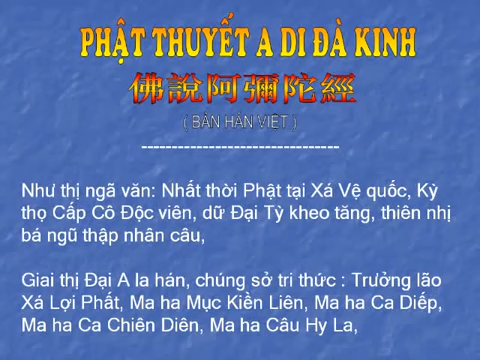 PHẬT THUYẾT A DI ĐÀ KINH
佛說阿彌陀經
( BẢN HÁN VIỆT )
---------------------------------
Như thị ngã văn: Nhất thời Phật tại Xá Vệ quốc, Kỳ
thọ Cấp Cô Độc viên, dữ Đại Tỳ kheo tăng, thiên nhị
bá ngũ thập nhân câu,
Giai thị Đại A la hán, chúng sở tri thức : Trưởng lão
Xá Lợi Phất, Ma ha Mục Kiền Liên, Ma ha Ca Diếp,
Ma ha Ca Chiên Diên, Ma ha Câu Hy La,